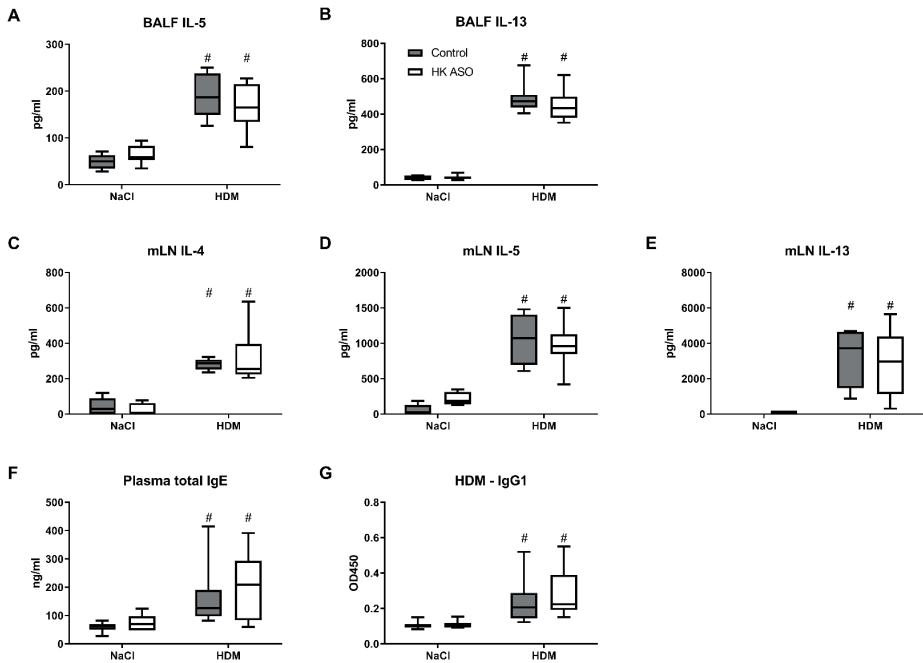 A
BALF IL-5
300
200
100
0
pg/ml
#
#
NaCl
HDM
B
BALF IL-13
800
600
400
200
0
pg/ml
Control
HK ASO
#
#
NaCl
HDM
C
mLN IL-4
800
600
400
200
0
pg/ml
#
#
NaCl
HDM
D
mLN IL-5
2000
1500
1000
500
0
pg/ml
#
#
NaCl
HDM
E
mLN IL-13
8000
6000
4000
2000
0
pg/ml
#
#
NaCl
HDM
F
Plasma total IgE
500
400
300
200
100
0
ng/ml
#
#
NaCl
HDM
G
HDM - IgG1
0.8
0.6
0.4
0.2
0.0
OD450
#
#
NaCl
HDM